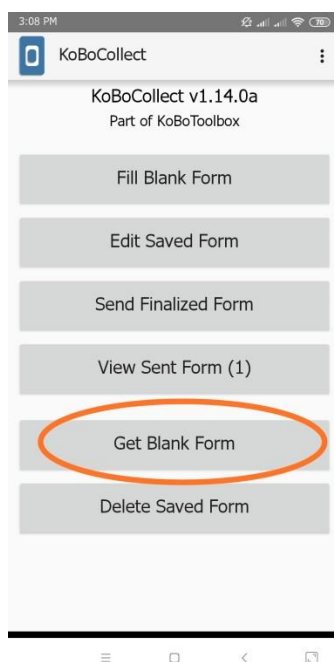 3:08 PM
70
KoBoCollect
KoBoCollect v1.14.0a
Part of KoBoToolbox
Fill Blank Form
Edit Saved Form
Send Finalized Form
View Sent Form (1)
Get Blank Form
Delete Saved Form